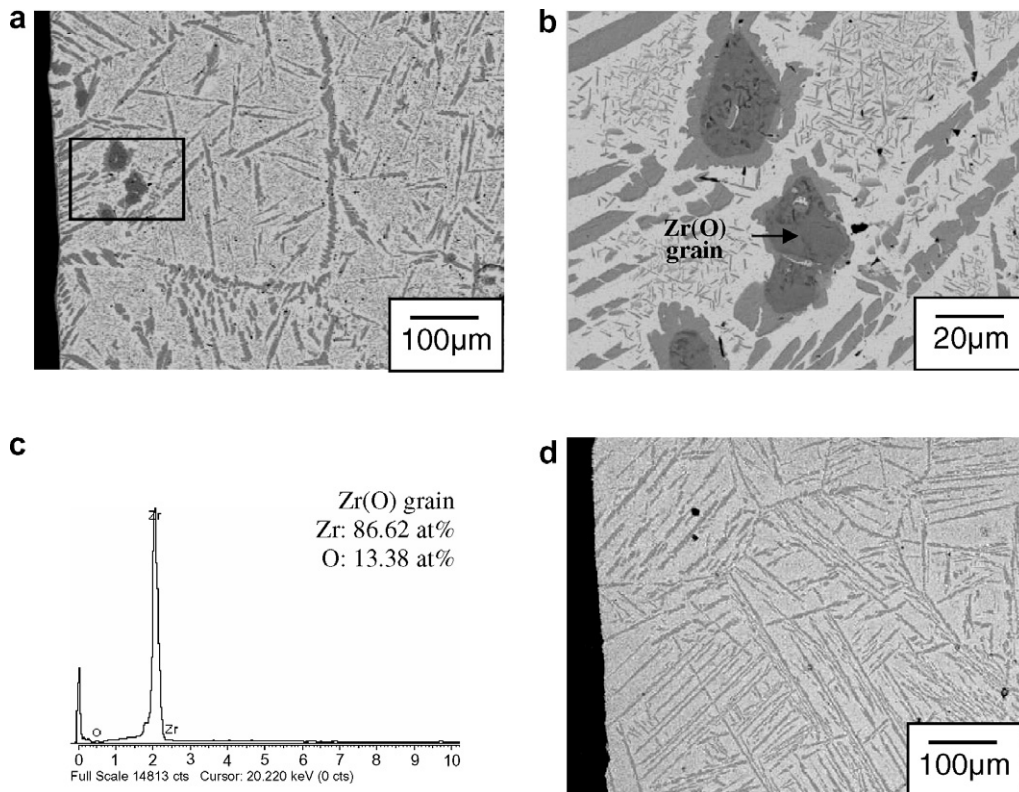 a
100µm
b
Zr(O)
grain
20µm
c
Zr(O) grain
Zr: 86.62 at%
O: 13.38 at%
Zr
O
Zr
0 1 2 3 4 5 6 7 8 9 10
Full Scale 14813 cts Cursor: 20.220 keV (0 cts)
d
100µm